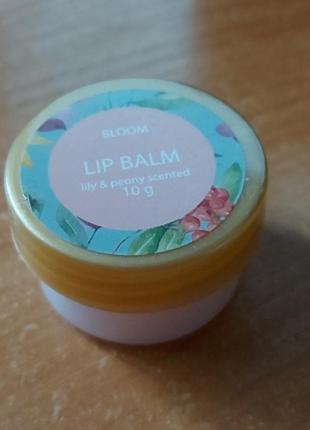 BLOOM
LIP BALM
lily & peony scented
10 g